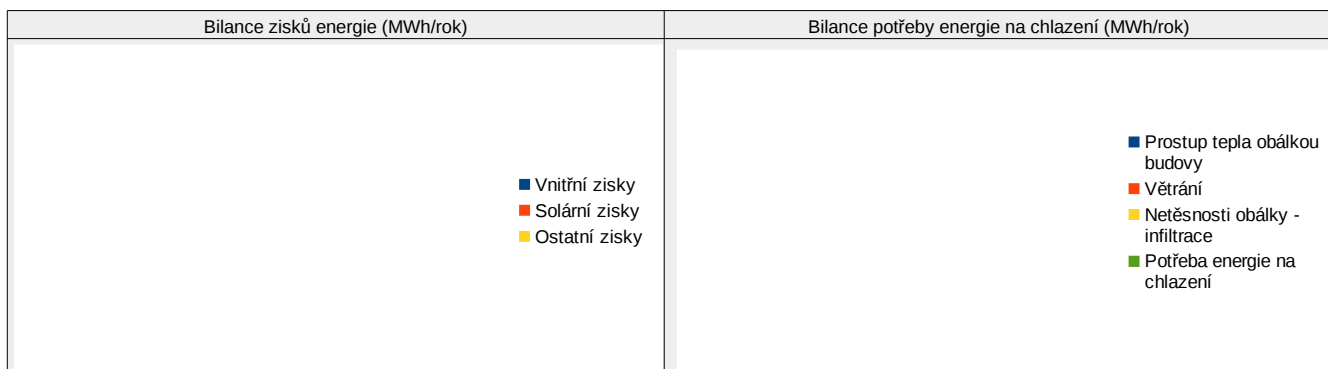 Bilance zisků energie (MWh/rok)
Bilance potřeby energie na chlazení (MWh/rok)
Vnitřní zisky
Solární zisky
Ostatní zisky
Prostup tepla obálkou
budovy
Větrání
Netěsnosti obálky -
infiltrace
Potřeba energie na
chlazení